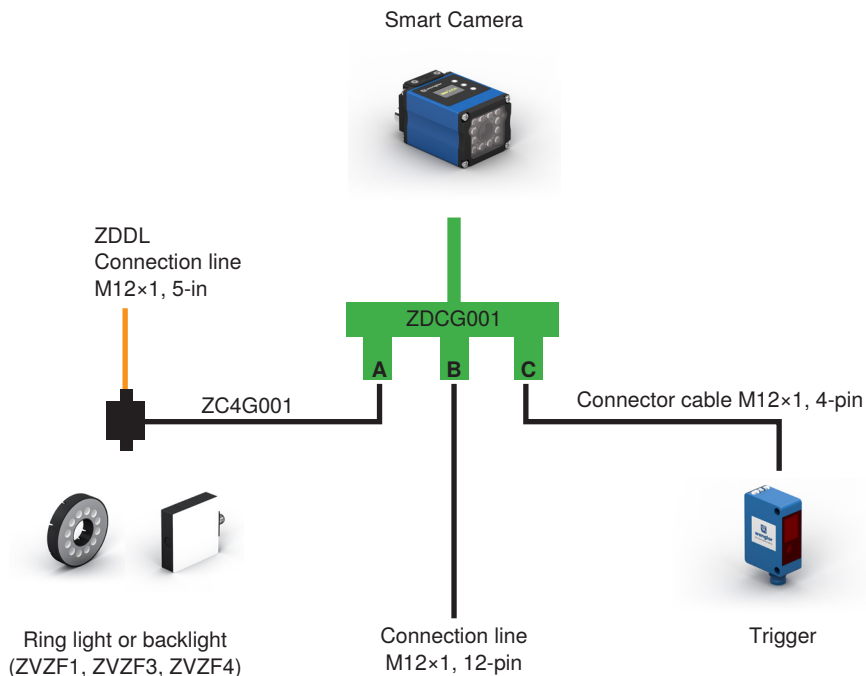 Smart Camera
ZDDL
Connection line
M12×1, 5-in
ZDCG001
A
B
C
ZC4G001
Connector cable M12×1, 4-pin
wenglor
Ring light or backlight
(ZVZF1, ZVZF3, ZVZF4)
Connection line
M12×1, 12-pin
Trigger